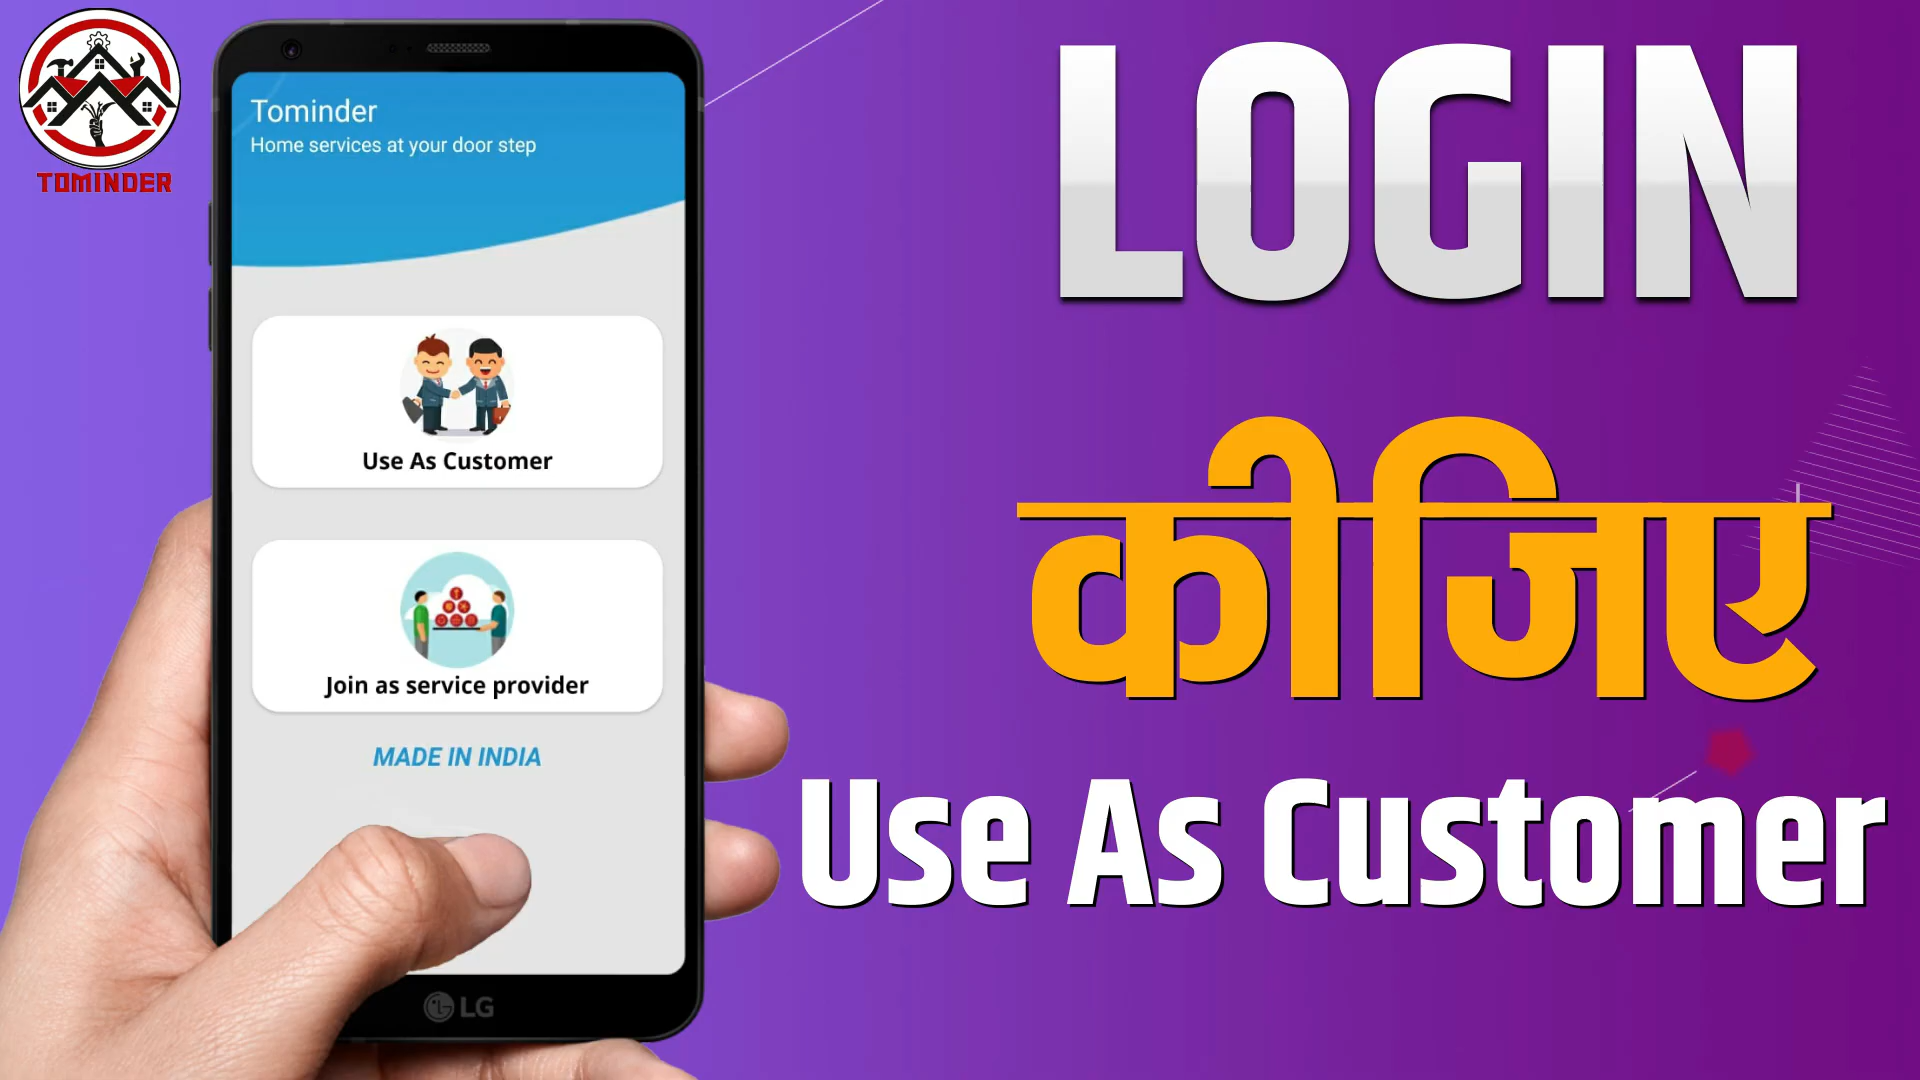 TOMINDER
Tominder
Home services at your door step
Use As Customer
Join as service provider
MADE IN INDIA
LG
LOGIN
कीजिए
Use As Customer